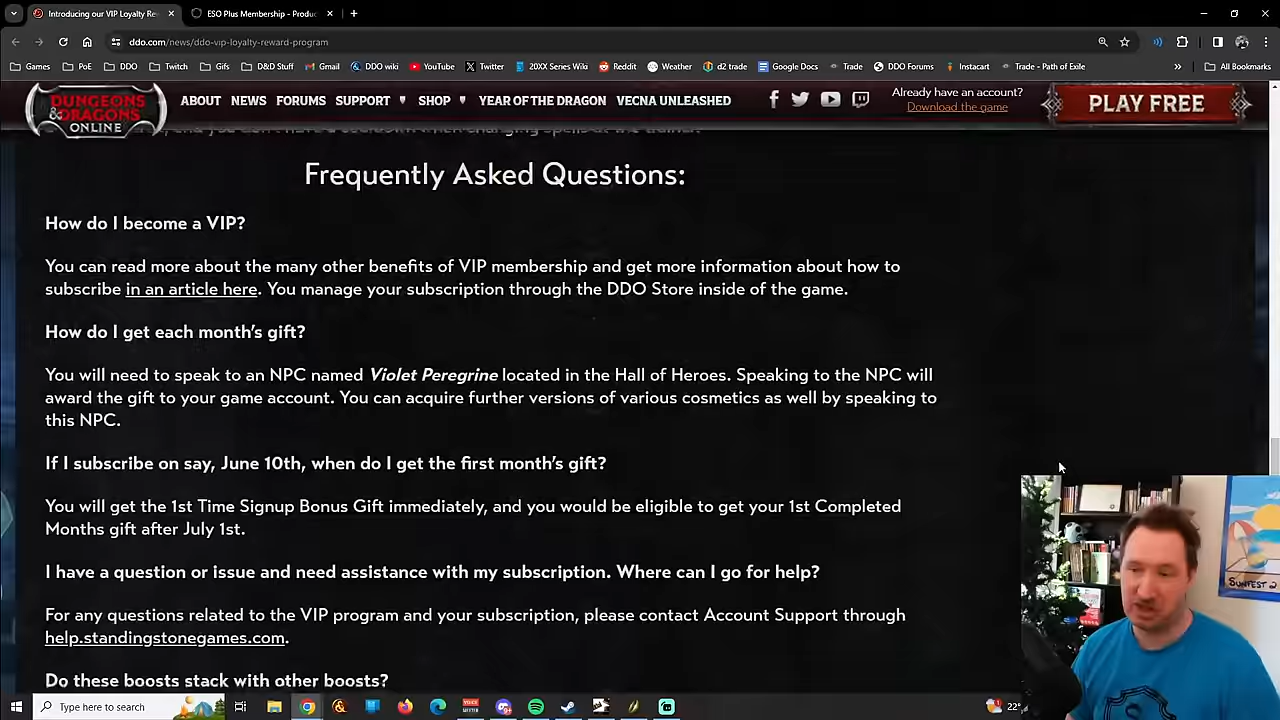 Introducing our VIP Loyalty Re
ESO Plus Membership - Produc
ddo.com/news/ddo-vip-loyalty-reward-program
Games
PoE
DDO
Twitch
Gifs
D&D Stuff
Gmail
DDO wiki
YouTube
Twitter
20XX Series Wiki
Reddit
Weather
d2 trade
Google Docs
Trade
DDO Forums
Instacart
Trade - Path of Exile
»
All Bookmarks
DUNGEONS
& DRAGONS
ONLINE
ABOUT
NEWS
FORUMS
SUPPORT
SHOP
YEAR OF THE DRAGON
VECNA UNLEASHED
Already have an account?
Download the game
PLAY FREE
Frequently Asked Questions:
How do I become a VIP?
You can read more about the many other benefits of VIP membership and get more information about how to
subscribe in an article here. You manage your subscription through the DDO Store inside of the game.
How do I get each month's gift?
You will need to speak to an NPC named Violet Peregrine located in the Hall of Heroes. Speaking to the NPC will
award the gift to your game account. You can acquire further versions of various cosmetics as well by speaking to
this NPC.
If I subscribe on say, June 10th, when do I get the first month's gift?
You will get the 1st Time Signup Bonus Gift immediately, and you would be eligible to get your 1st Completed
Months gift after July 1st.
I have a question or issue and need assistance with my subscription. Where can I go for help?
For any questions related to the VIP program and your subscription, please contact Account Support through
help.standingstonegames.com.
Do these boosts stack with other boosts?
SUNFEST
Type here to search
22°